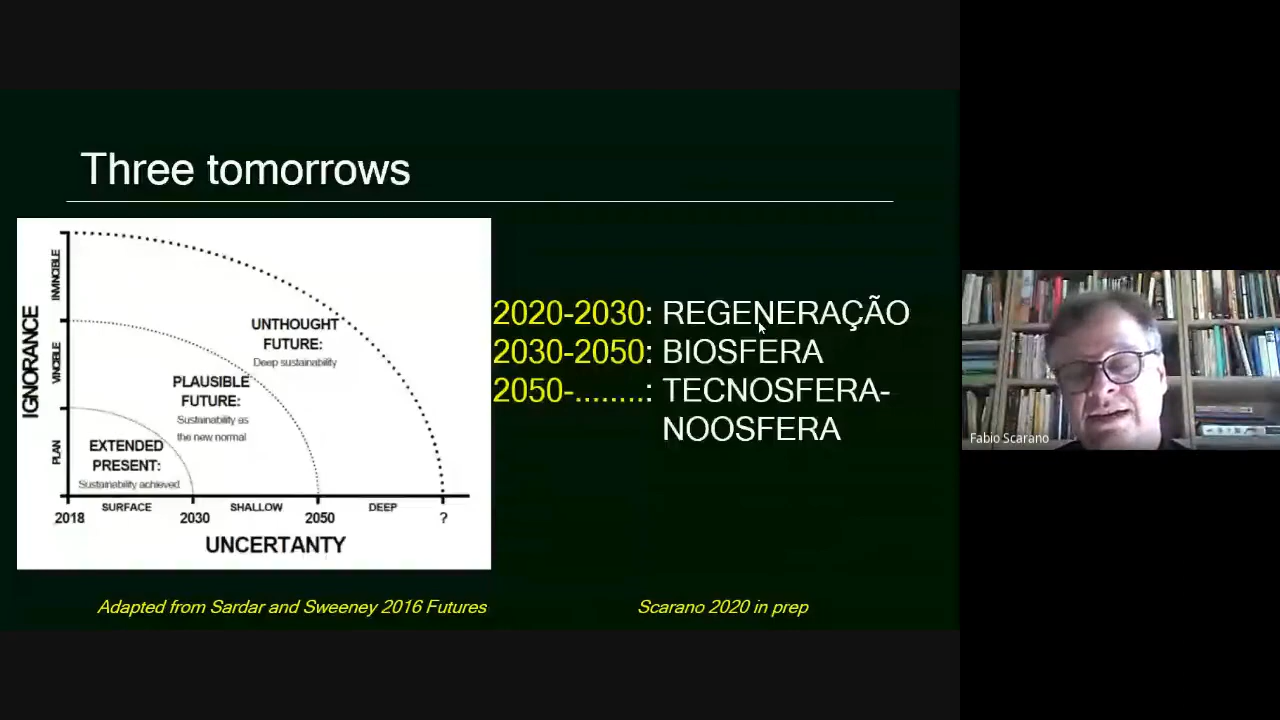 Three tomorrows
IGNORANCE
INVINCIBLE
VINCIBLE
PLAN
UNTHOUGHT
FUTURE:
Deep sustainability
PLAUSIBLE
FUTURE:
Sustainability as
the new normal
EXTENDED
PRESENT:
Sustainability achieved
SURFACE
SHALLOW
DEEP
2018
2030
2050
?
UNCERTANTY
2020-2030: REGENERAÇÃO
2030-2050: BIOSFERA
2050-........: TECNOSFERA-
NOOSFERA
Adapted from Sardar and Sweeney 2016 Futures
Scarano 2020 in prep
Fabio Scarano